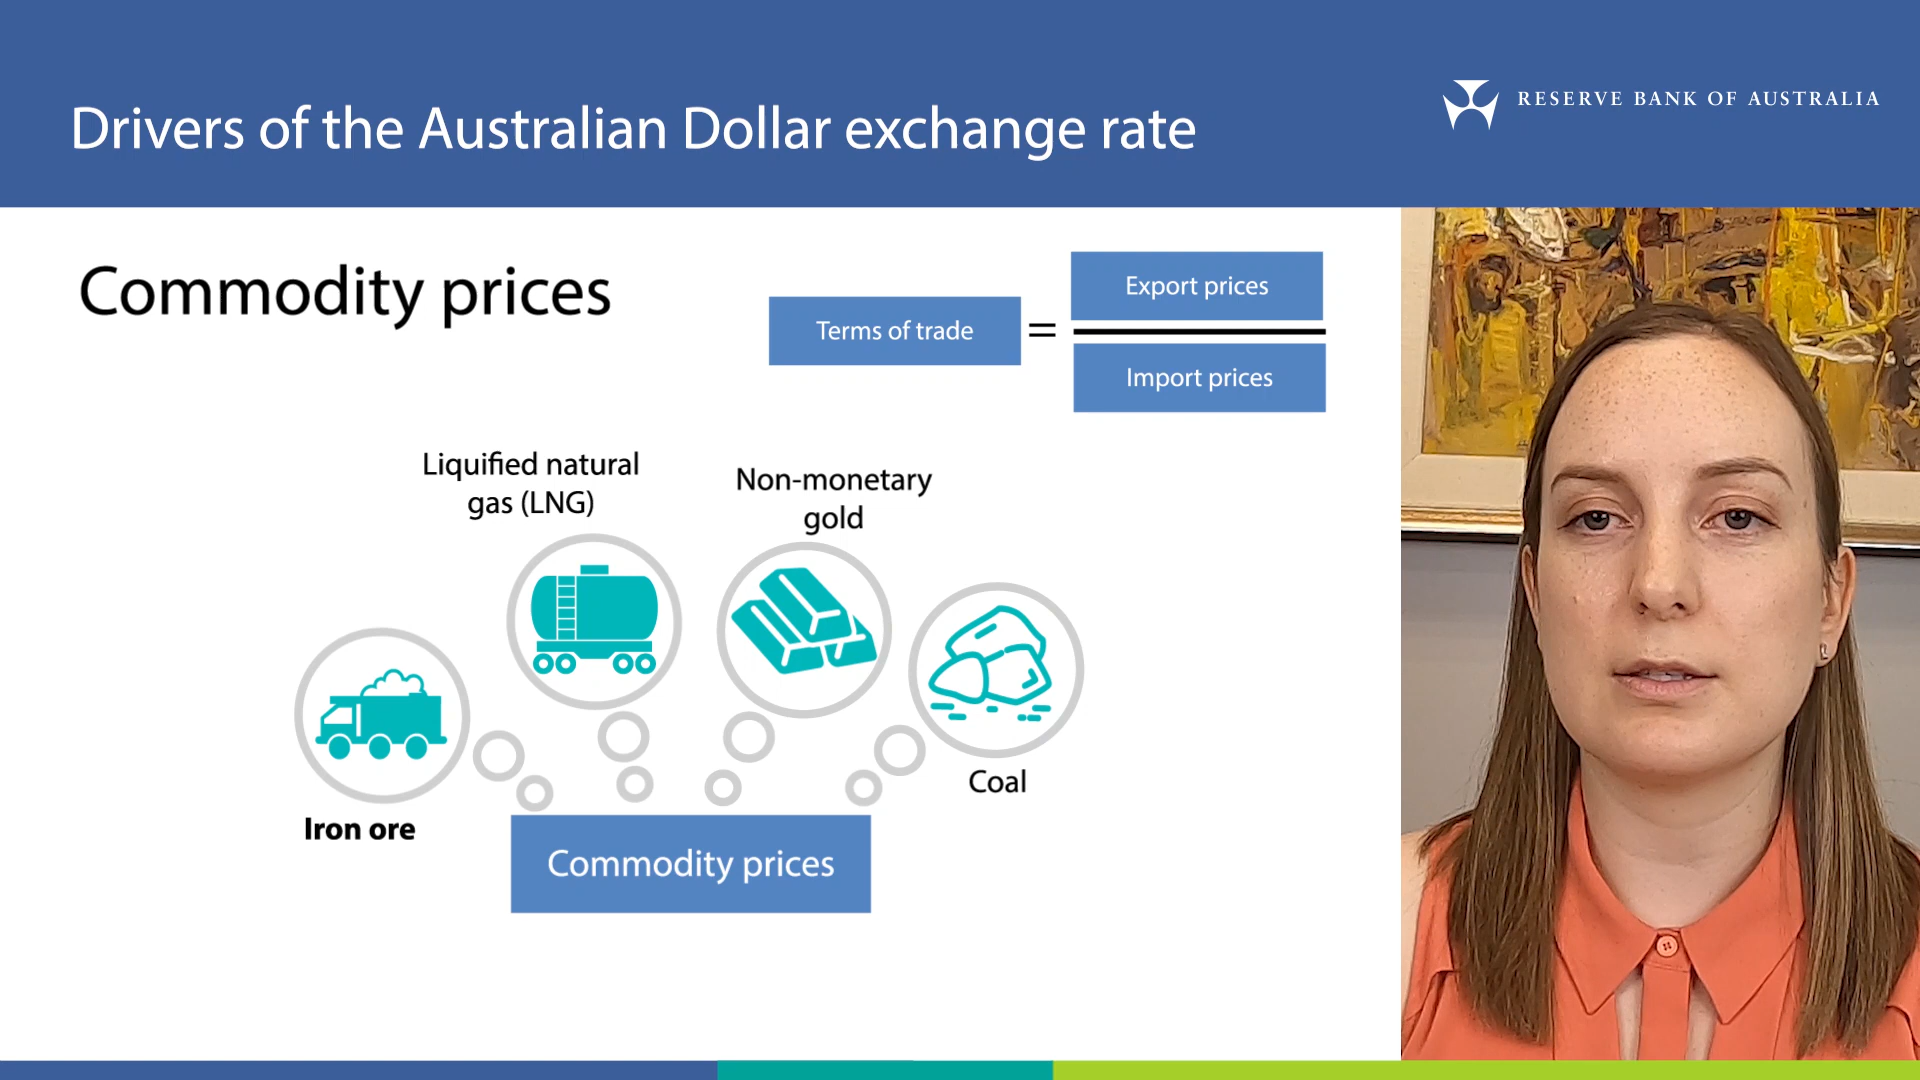 Drivers of the Australian Dollar exchange rate
RESERVE BANK OF AUSTRALIA
Commodity prices
Terms of trade
=
Export prices
Import prices
Liquified natural
gas (LNG)
Non-monetary
gold
Iron ore
Coal
Commodity prices